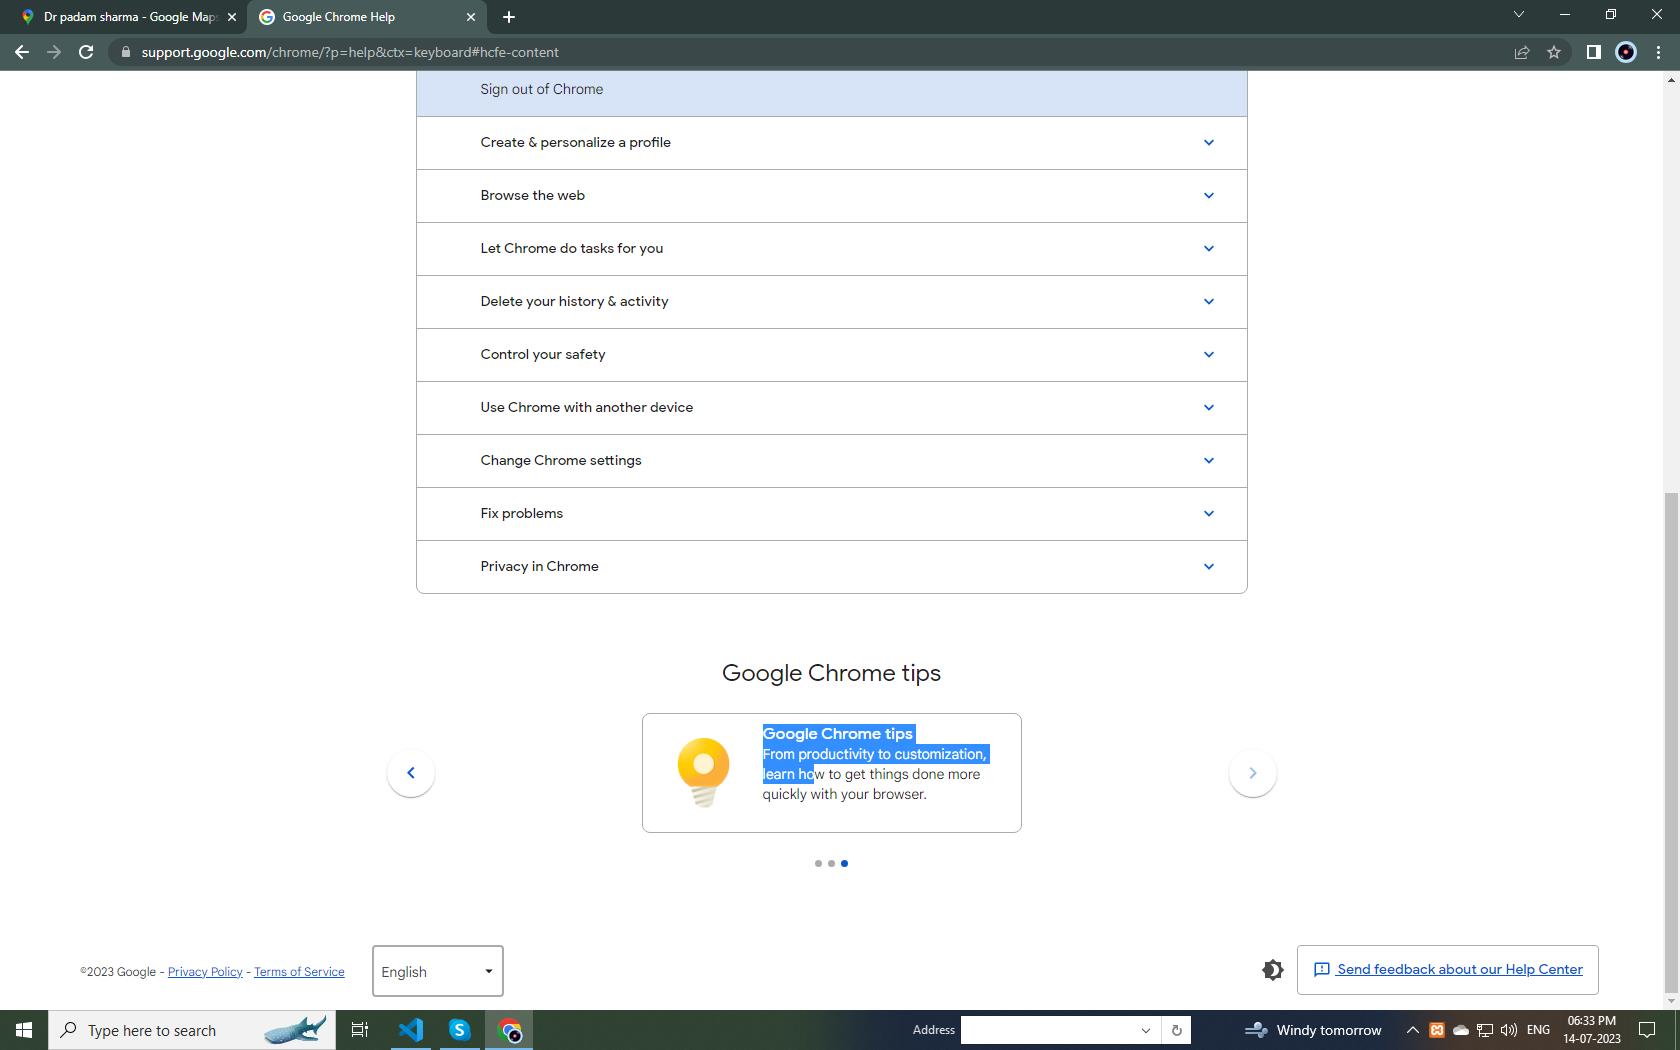 Dr padam sharma - Google Maps
Google Chrome Help
support.google.com/chrome/?p=help&ctx=keyboard#hcfe-content
Sign out of Chrome
Create & personalize a profile
Browse the web
Let Chrome do tasks for you
Delete your history & activity
Control your safety
Use Chrome with another device
Change Chrome settings
Fix problems
Privacy in Chrome
Google Chrome tips
Google Chrome tips
From productivity to customization,
learn how to get things done more
quickly with your browser.
©2023 Google - Privacy Policy - Terms of Service
English
Send feedback about our Help Center
Type here to search
Address
Windy tomorrow
ENG
06:33 PM
14-07-2023